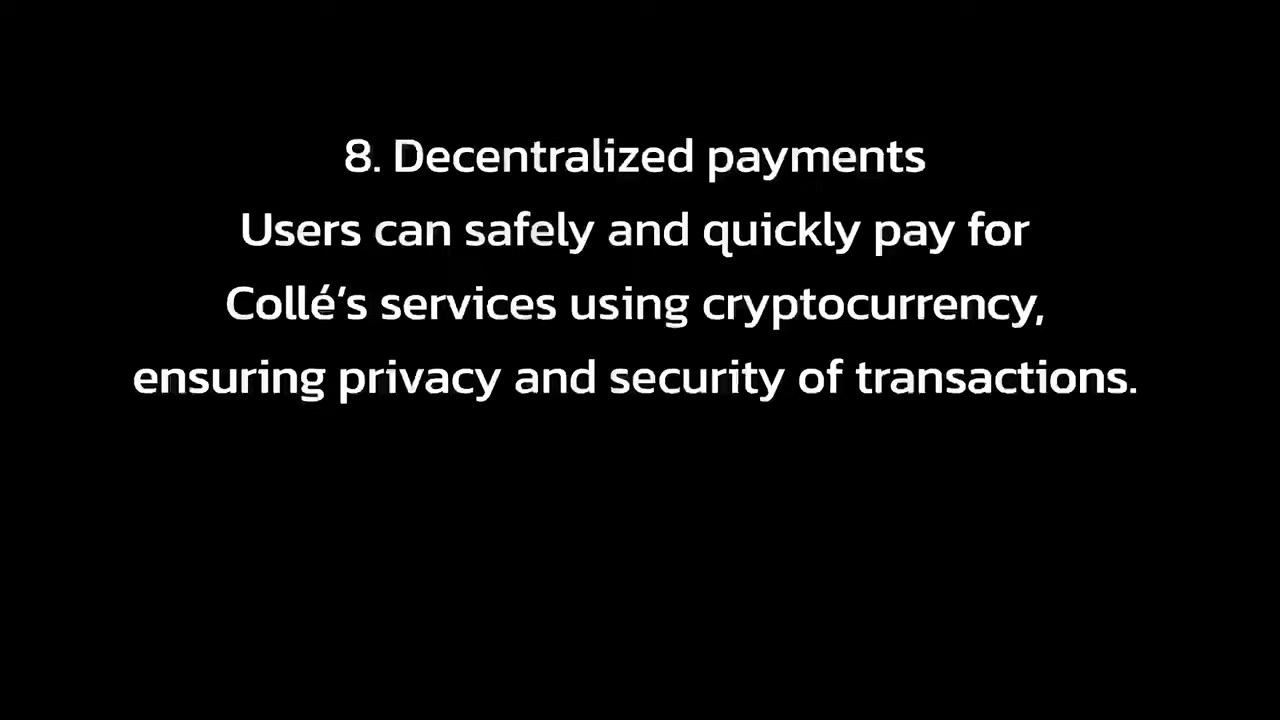 8. Decentralized payments
Users can safely and quickly pay for
Collé’s services using cryptocurrency,
ensuring privacy and security of transactions.